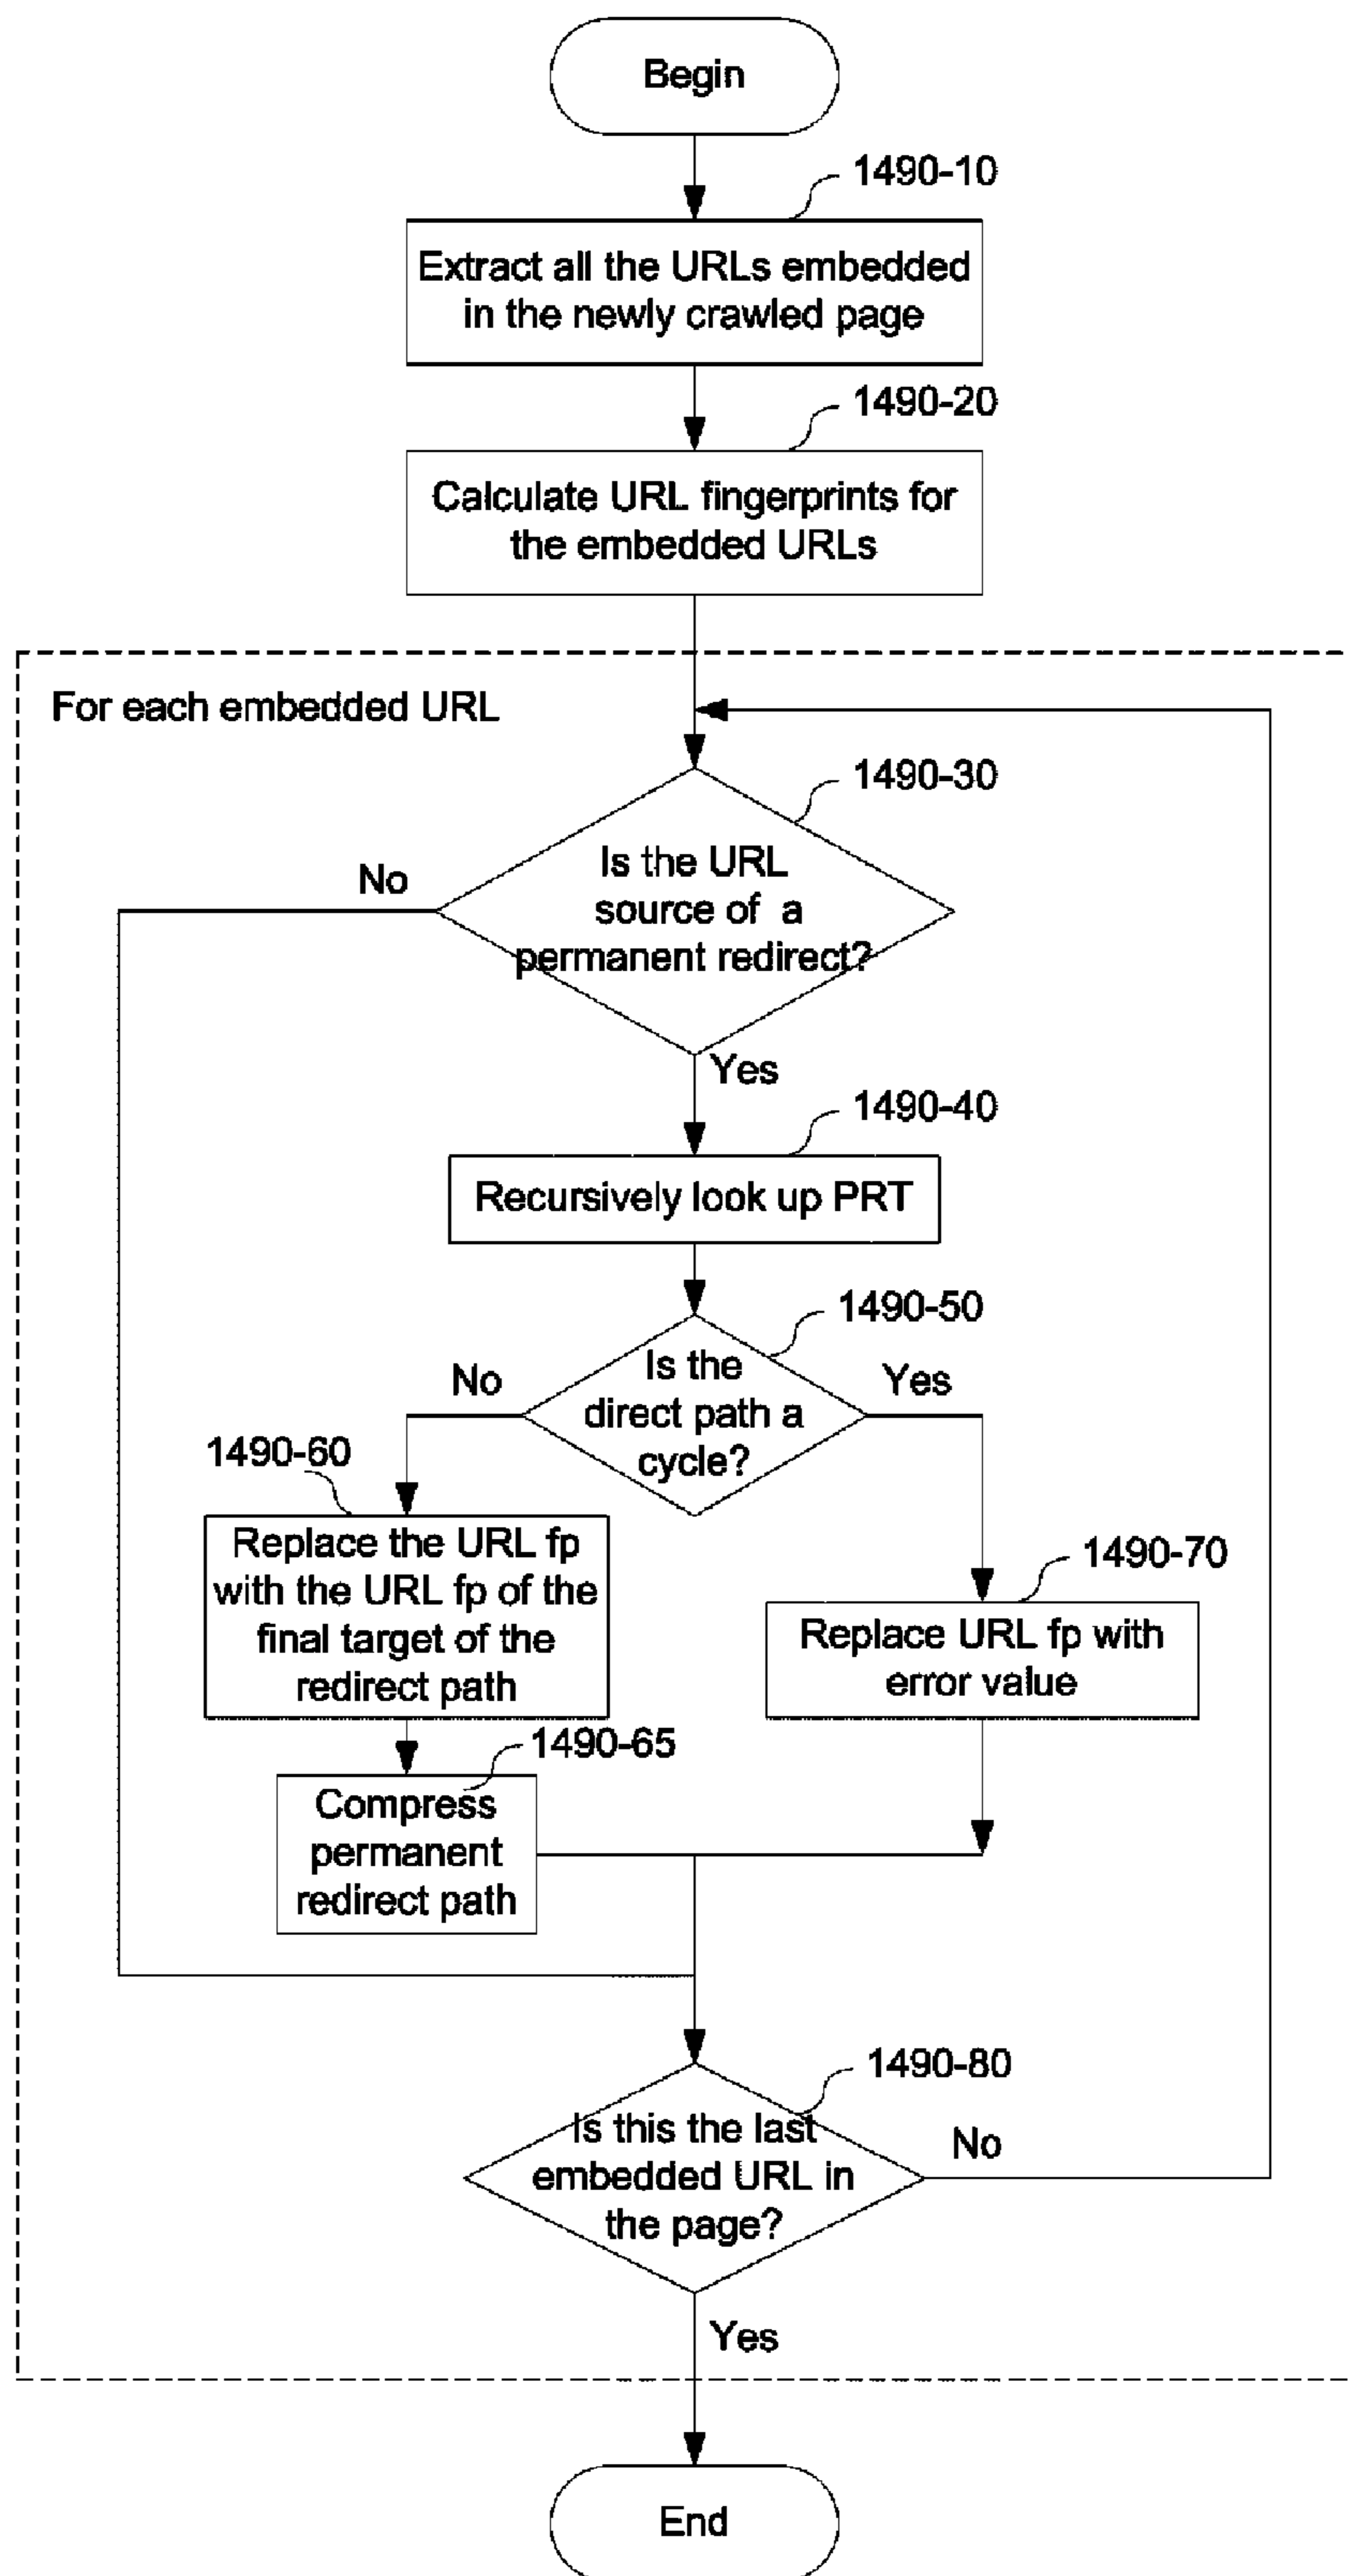 Begin
1490-10
Extract all the URLs embedded
in the newly crawled page
1490-20
Calculate URL fingerprints for
the embedded URLs
For each embedded URL
1490-30
Is the URL
source of a
permanent redirect?
No
Yes
1490-40
Recursively look up PRT
1490-50
Is the
direct path a
cycle?
No
Yes
1490-60
Replace the URL fp
with the URL fp of the
final target of the
redirect path
1490-70
Replace URL fp with
error value
1490-65
Compress
permanent
redirect path
1490-80
Is this the last
embedded URL in
the page?
No
Yes
End